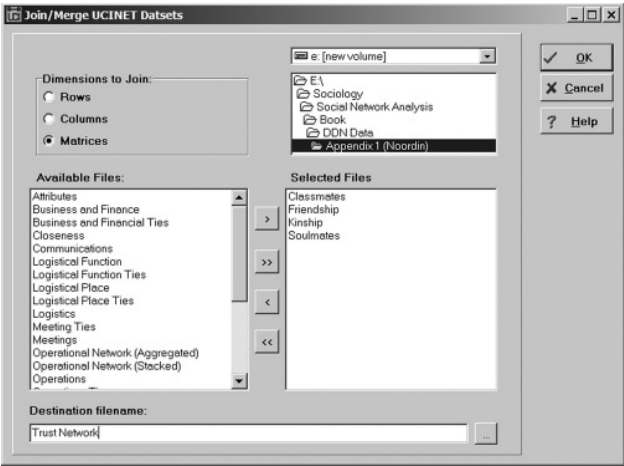 Join/Merge UCINET Datsets
Dimensions to Join:
Rows
Columns
Matrices
e: [new volume]
E:\
Sociology
Social Network Analysis
Book
DDN Data
Appendix 1 (Noordin)
OK
Cancel
? Help
Available Files:
Attributes
Business and Finance
Business and Financial Ties
Closeness
Communications
Logistical Function
Logistical Function Ties
Logistical Place
Logistical Place Ties
Logistics
Meeting Ties
Meetings
Operational Network (Aggregated)
Operational Network (Stacked)
Operations
>
>>
<
<<
Selected Files
Classmates
Friendship
Kinship
Soulmates
Destination filename:
Trust Network
...